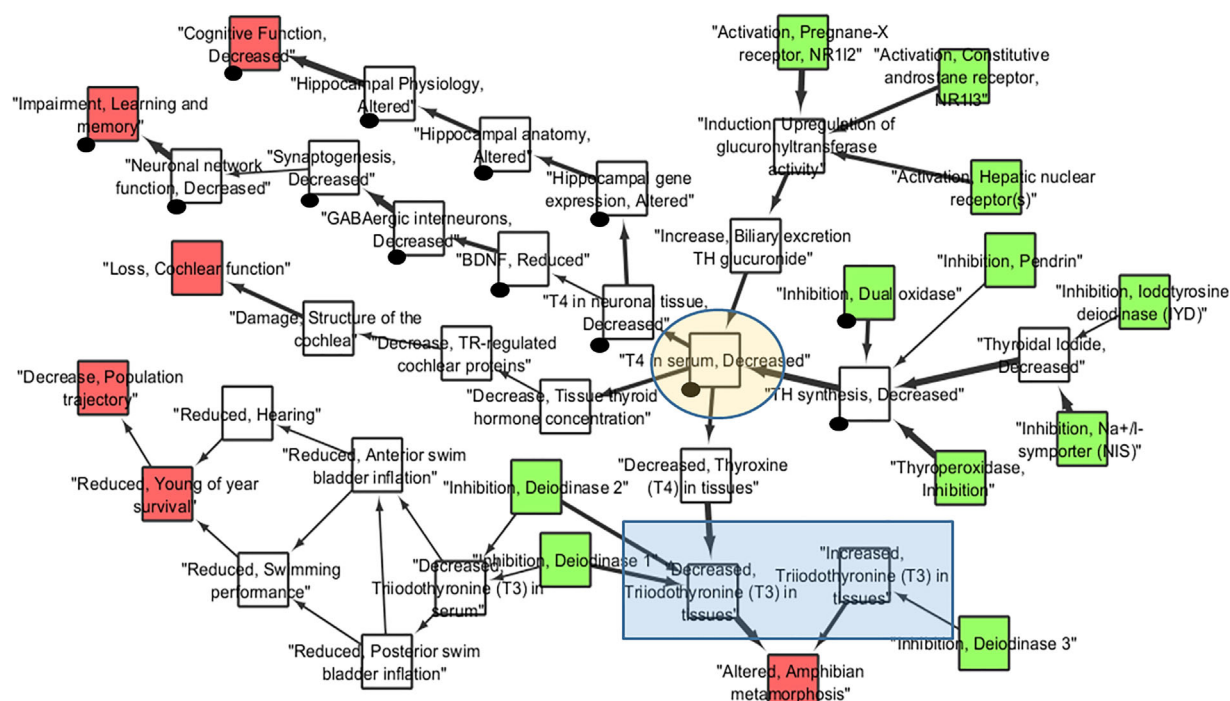 "Cognitive Function,
Decreased"
"Activation, Pregnane-X
receptor, NR1I2"
"Activation, Constitutive
androstane receptor,
NR1I3"
"Hippocampal Physiology,
Altered"
"Impairment, Learning and
memory"
"Hippocampal anatomy,
Altered"
"Induction, Upregulation of
glucuronyltransferase
activity"
"Synaptogenesis,
Decreased"
"Neuronal network
function, Decreased"
"Hippocampal gene
expression, Altered"
"Activation, Hepatic nuclear
receptor(s)"
"GABAergic interneurons,
Decreased"
"Increase, Biliary excretion
TH glucuronide"
"BDNF, Reduced"
"Loss, Cochlear function"
"Inhibition, Pendrin"
"Inhibition, Dual oxidase"
"Inhibition, Iodotyrosine
deiodinase (IYD)"
"T4 in neuronal tissue,
Decreased"
"Damage, Structure of the
cochlea"
"Decrease, TR-regulated
cochlear proteins"
"T4 in serum, Decreased"
"Thyroidal Iodide,
Decreased"
"Decrease, Population
trajectory"
"Decrease, Tissue thyroid
hormone concentration"
"TH synthesis, Decreased"
"Reduced, Hearing"
"Inhibition, Na+/I-
symporter (NIS)"
"Reduced, Anterior swim
bladder inflation"
"Decreased, Thyroxine
(T4) in tissues"
"Thyroperoxidase,
Inhibition"
"Reduced, Young of year
survival"
"Inhibition, Deiodinase 2"
"Reduced, Swimming
performance"
"Decreased,
Triiodothyronine (T3) in
serum"
"Inhibition, Deiodinase 1"
"Decreased,
Triiodothyronine (T3) in
tissues"
"Increased,
Triiodothyronine (T3) in
tissues"
"Inhibition, Deiodinase 3"
"Reduced, Posterior swim
bladder inflation"
"Altered, Amphibian
metamorphosis"